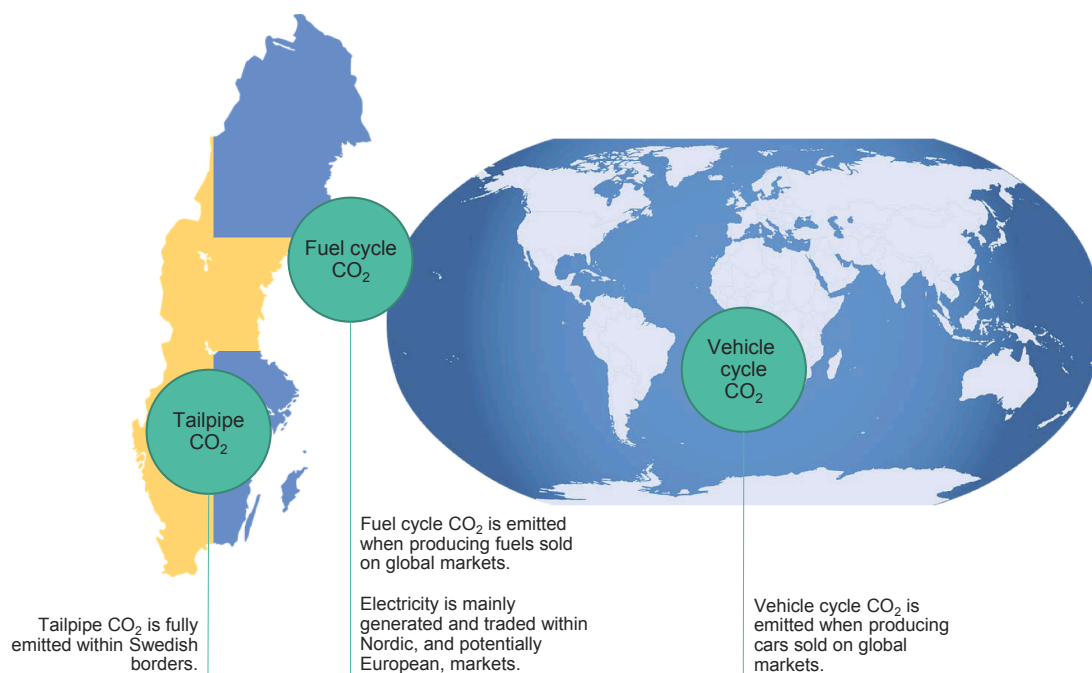 Fuel cycle
CO₂
Vehicle
cycle
CO₂
Tailpipe
CO₂
Fuel cycle CO₂ is emitted
when producing fuels sold
on global markets.
Electricity is mainly
generated and traded within
Nordic, and potentially
European, markets.
Tailpipe CO₂ is fully
emitted within Swedish
borders.
Vehicle cycle CO₂ is
emitted when producing
cars sold on global
markets.